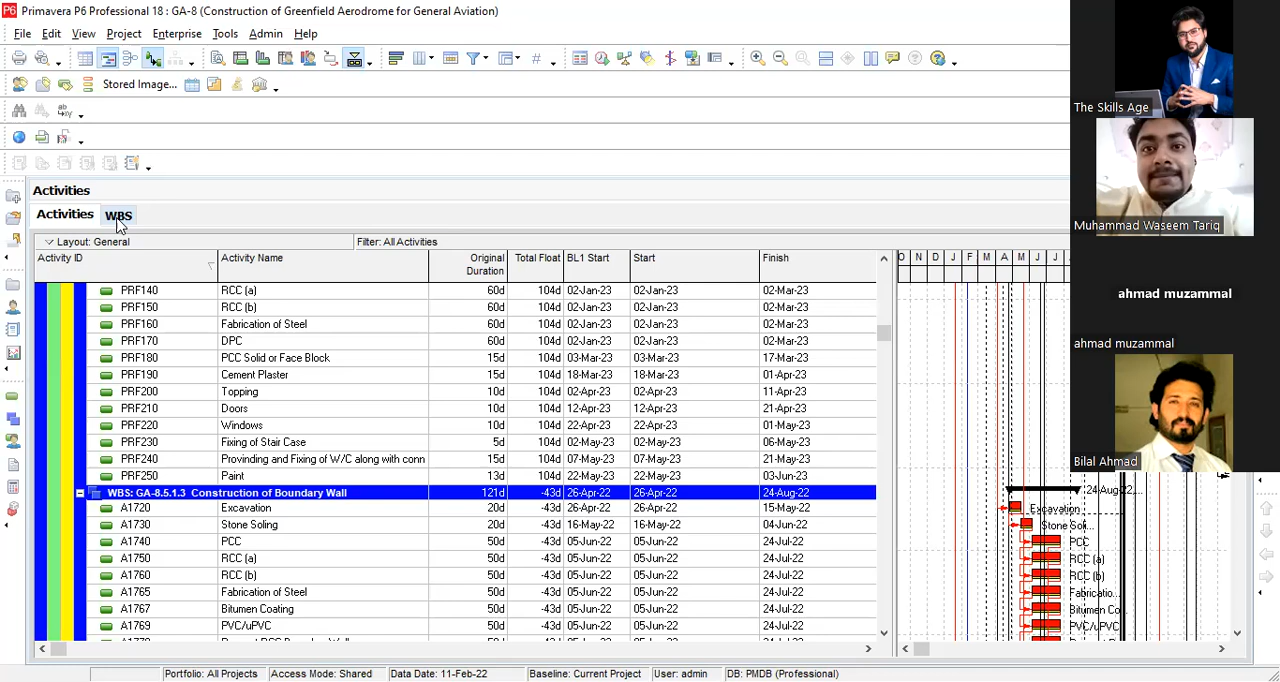 Primavera P6 Professional 18 : GA-8 (Construction of Greenfield Aerodrome for General Aviation)
File Edit View Project Enterprise Tools Admin Help
Stored Image...
Activities
Activities WBS
Layout: General Filter: All Activities
Activity ID Activity Name Original Duration Total Float BL1 Start Start Finish O N D J F M A M J J
PRF140 RCC (a) 60d 104d 02-Jan-23 02-Jan-23 02-Mar-23
PRF150 RCC (b) 60d 104d 02-Jan-23 02-Jan-23 02-Mar-23
PRF160 Fabrication of Steel 60d 104d 02-Jan-23 02-Jan-23 02-Mar-23
PRF170 DPC 60d 104d 02-Jan-23 02-Jan-23 02-Mar-23
PRF180 PCC Solid or Face Block 15d 104d 03-Mar-23 03-Mar-23 17-Mar-23
PRF190 Cement Plaster 15d 104d 18-Mar-23 18-Mar-23 01-Apr-23
PRF200 Topping 10d 104d 02-Apr-23 02-Apr-23 11-Apr-23
PRF210 Doors 10d 104d 12-Apr-23 12-Apr-23 21-Apr-23
PRF220 Windows 10d 104d 22-Apr-23 22-Apr-23 01-May-23
PRF230 Fixing of Stair Case 5d 104d 02-May-23 02-May-23 06-May-23
PRF240 Provinding and Fixing of W/C along with conn 15d 104d 07-May-23 07-May-23 21-May-23
PRF250 Paint 13d 104d 22-May-23 22-May-23 03-Jun-23
WBS: GA-8.5.1.3 Construction of Boundary Wall 121d -43d 26-Apr-22 26-Apr-22 24-Aug-22 24-Aug-22,...
A1720 Excavation 20d -43d 26-Apr-22 26-Apr-22 15-May-22 Excavation
A1730 Stone Soling 20d -43d 16-May-22 16-May-22 04-Jun-22 Stone Soli...
A1740 PCC 50d -43d 05-Jun-22 05-Jun-22 24-Jul-22 PCC
A1750 RCC (a) 50d -43d 05-Jun-22 05-Jun-22 24-Jul-22 RCC (a)
A1760 RCC (b) 50d -43d 05-Jun-22 05-Jun-22 24-Jul-22 RCC (b)
A1765 Fabrication of Steel 50d -43d 05-Jun-22 05-Jun-22 24-Jul-22 Fabricatio...
A1767 Bitumen Coating 50d -43d 05-Jun-22 05-Jun-22 24-Jul-22 Bitumen Co...
A1769 PVC/uPVC 50d -43d 05-Jun-22 05-Jun-22 24-Jul-22 PVC/uPVC
Portfolio: All Projects Access Mode: Shared Data Date: 11-Feb-22 Baseline: Current Project User: admin DB: PMDB (Professional)
The Skills Age
Muhammad Waseem Tariq
ahmad muzammal
ahmad muzammal
Bilal Ahmad